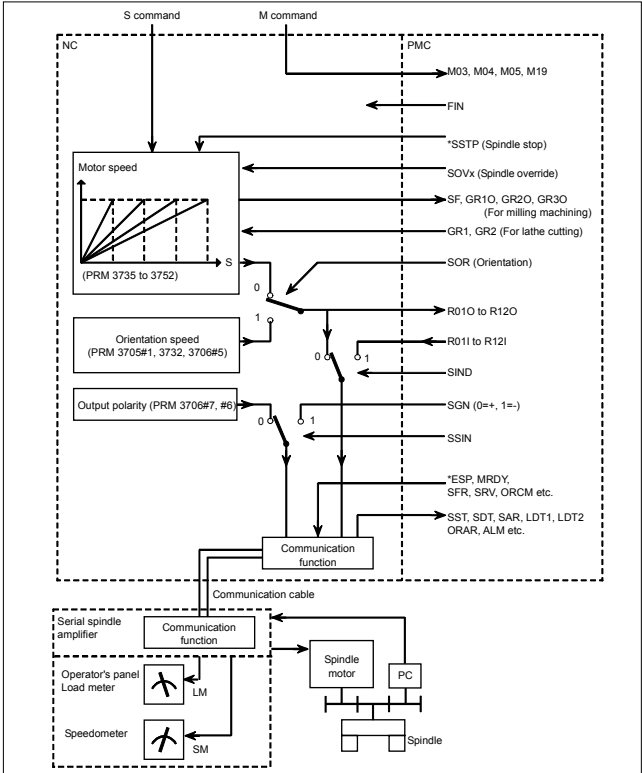 S command
M command
NC
PMC
M03, M04, M05, M19
FIN
*SSTP (Spindle stop)
Motor speed
SOVx (Spindle override)
SF, GR1O, GR2O, GR3O
(For milling machining)
GR1, GR2 (For lathe cutting)
S
(PRM 3735 to 3752)
SOR (Orientation)
0
R01O to R12O
1
Orientation speed
(PRM 3705#1, 3732, 3706#5)
R01I to R12I
0
1
SIND
Output polarity (PRM 3706#7, #6)
0
1
SGN (0=+, 1=-)
SSIN
*ESP, MRDY,
SFR, SRV, ORCM etc.
SST, SDT, SAR, LDT1, LDT2
ORAR, ALM etc.
Communication
function
Communication cable
Serial spindle
amplifier
Communication
function
Operator's panel
Load meter
LM
Spindle
motor
PC
Speedometer
SM
Spindle